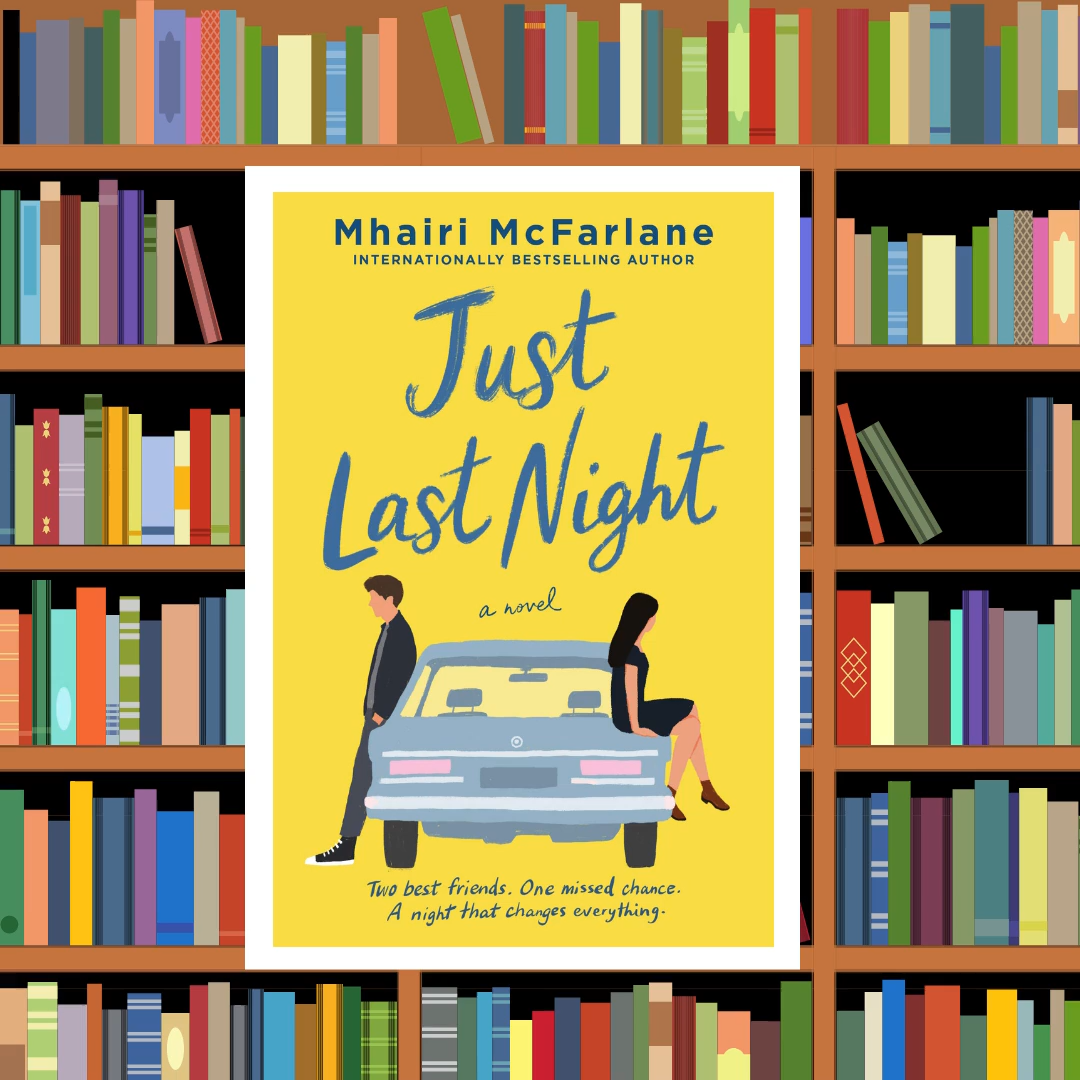 Mhairi McFarlane
INTERNATIONALLY BESTSELLING AUTHOR
Just
Last Night
a novel
Two best friends. One missed chance.
A night that changes everything.